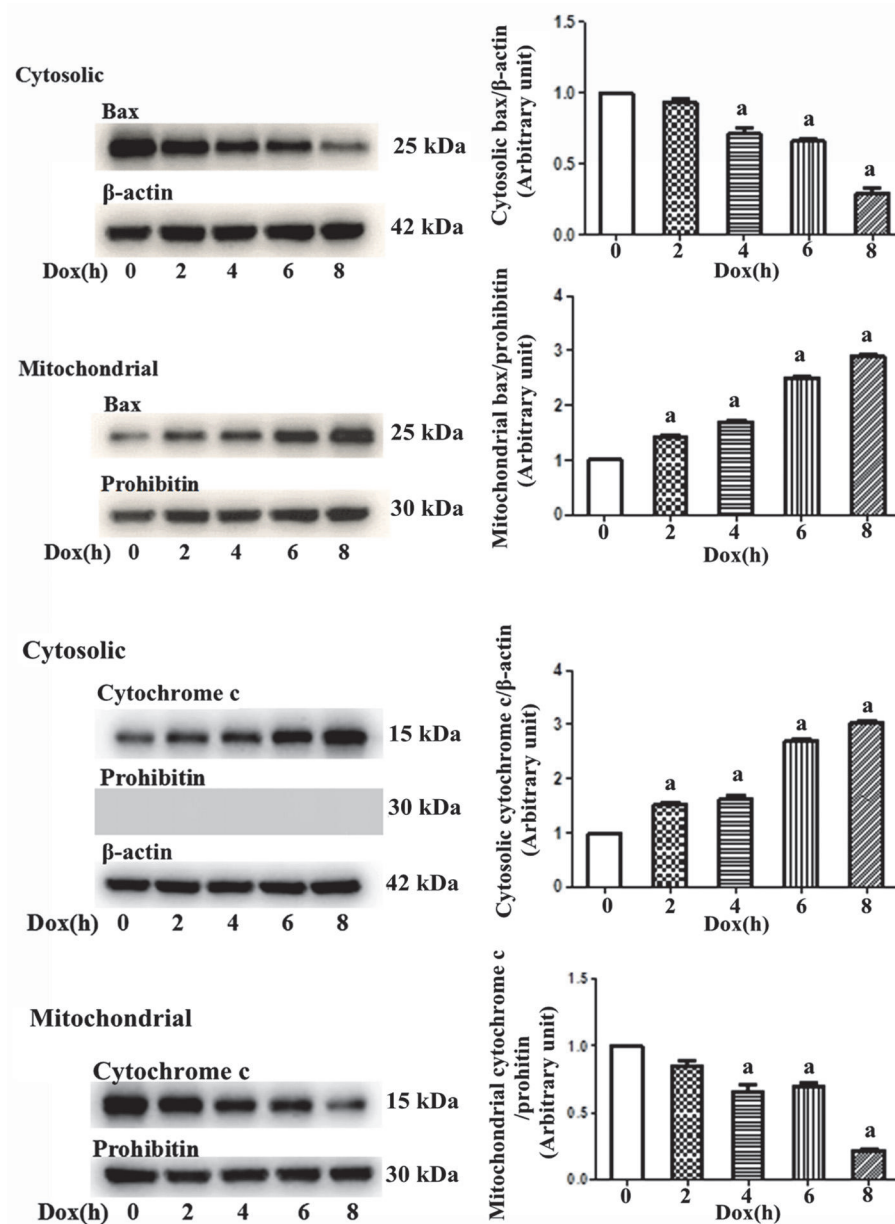 Cytosolic
Bax
25 kDa
β-actin
42 kDa
Dox(h) 0 2 4 6 8
Cytosolic bax/β-actin
(Arbitrary unit)
1.5
1.0
0.5
0.0
a a a
0 2 4 6 8
Dox(h)
Mitochondrial
Bax
25 kDa
Prohibitin
30 kDa
Dox(h) 0 2 4 6 8
Mitochondrial bax/prohibitin
(Arbitrary unit)
4
3
2
1
0
a a a a
0 2 4 6 8
Dox(h)
Cytosolic
Cytochrome c
15 kDa
Prohibitin
30 kDa
β-actin
42 kDa
Dox(h) 0 2 4 6 8
Cytosolic cytochrome c/β-actin
(Arbitrary unit)
4
3
2
1
0
a a a a
0 2 4 6 8
Dox(h)
Mitochondrial
Cytochrome c
15 kDa
Prohibitin
30 kDa
Dox(h) 0 2 4 6 8
Mitochondrial cytochrome c
/prohitin
(Arbitrary unit)
1.5
1.0
0.5
0.0
a a a
0 2 4 6 8
Dox(h)